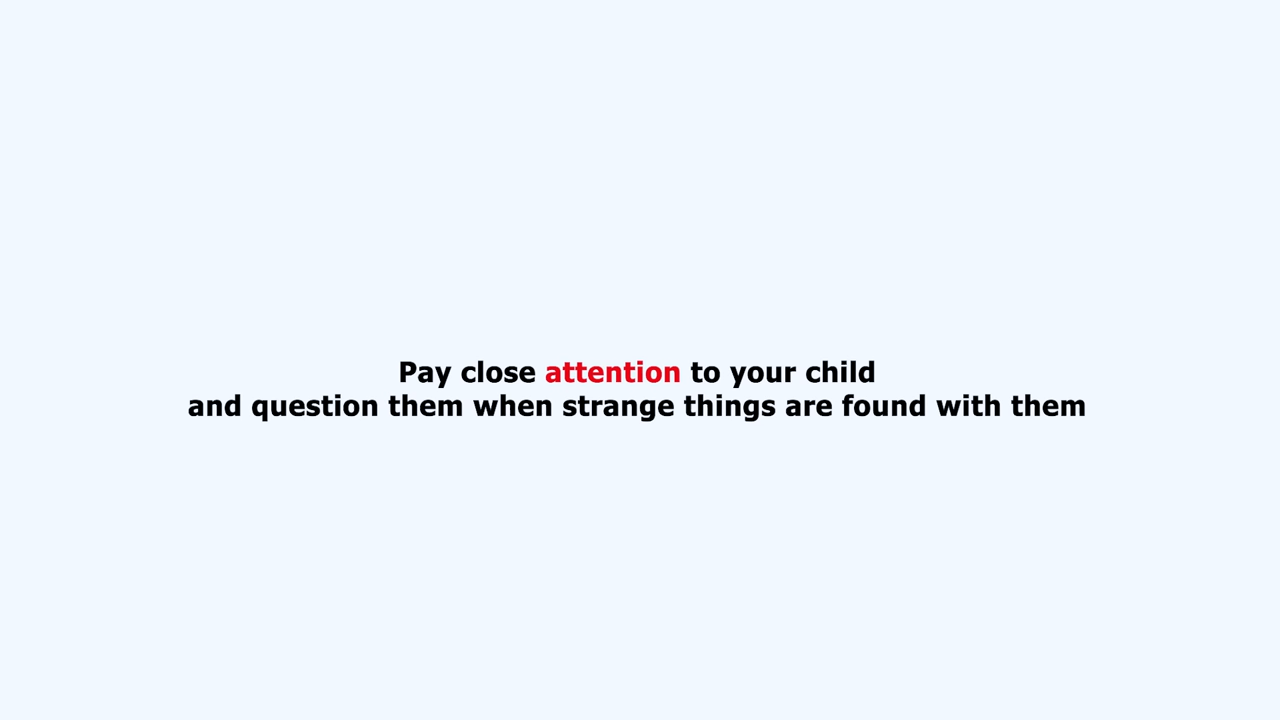 Pay close attention to your child
and question them when strange things are found with them